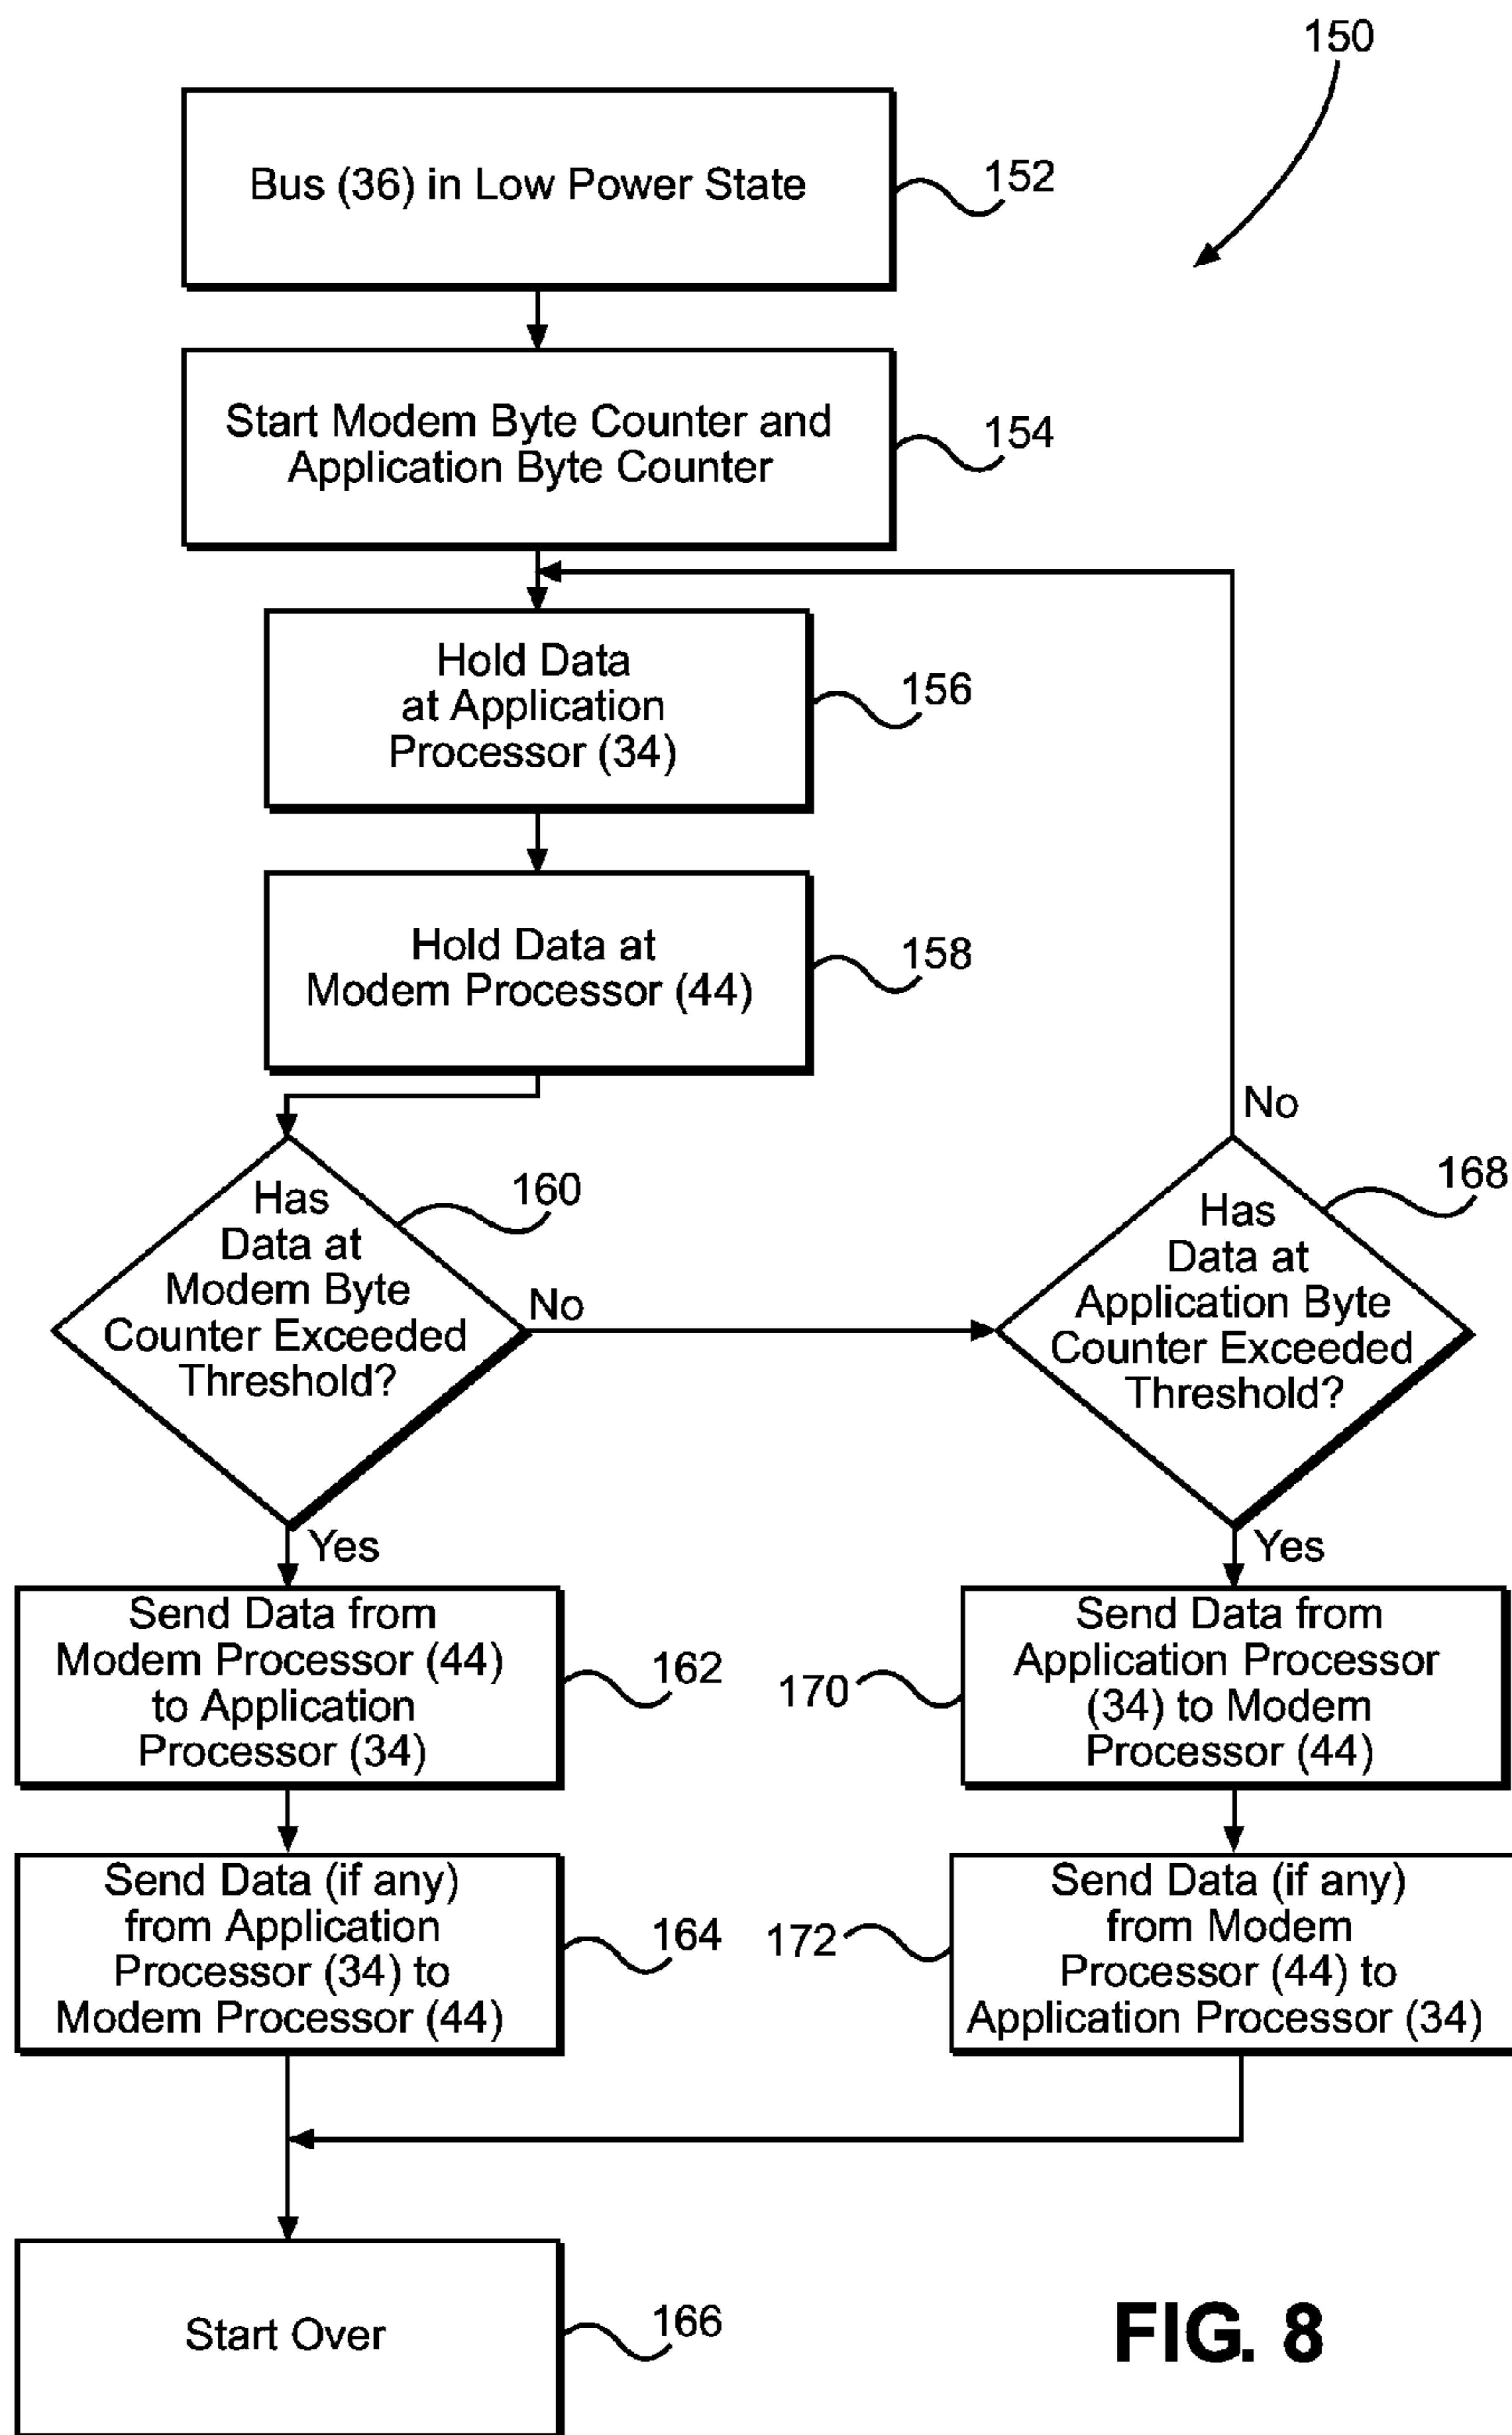 150
Bus (36) in Low Power State
152
Start Modem Byte Counter and
Application Byte Counter
154
Hold Data
at Application
Processor (34)
156
Hold Data at
Modem Processor (44)
158
Has
Data at
Modem Byte
Counter Exceeded
Threshold?
160
No
Yes
Has
Data at
Application Byte
Counter Exceeded
Threshold?
168
No
Yes
Send Data from
Modem Processor (44)
to Application
Processor (34)
162
Send Data from
Application Processor
(34) to Modem
Processor (44)
170
Send Data (if any)
from Application
Processor (34) to
Modem Processor (44)
164
Send Data (if any)
from Modem
Processor (44) to
Application Processor (34)
172
Start Over
166
FIG. 8